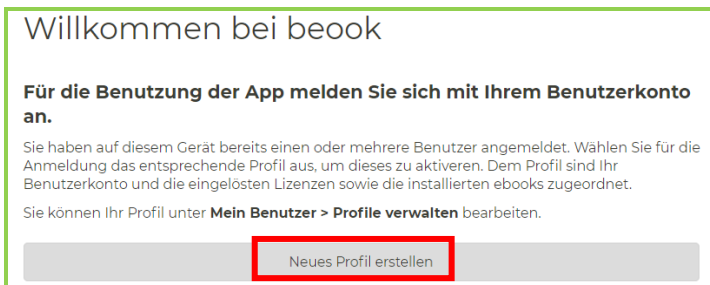 Willkommen bei beook
Für die Benutzung der App melden Sie sich mit Ihrem Benutzerkonto
an.
Sie haben auf diesem Gerät bereits einen oder mehrere Benutzer angemeldet. Wählen Sie für die
Anmeldung das entsprechende Profil aus, um dieses zu aktiveren. Dem Profil sind Ihr
Benutzerkonto und die eingelösten Lizenzen sowie die installierten ebooks zugeordnet.
Sie können Ihr Profil unter Mein Benutzer > Profile verwalten bearbeiten.
Neues Profil erstellen